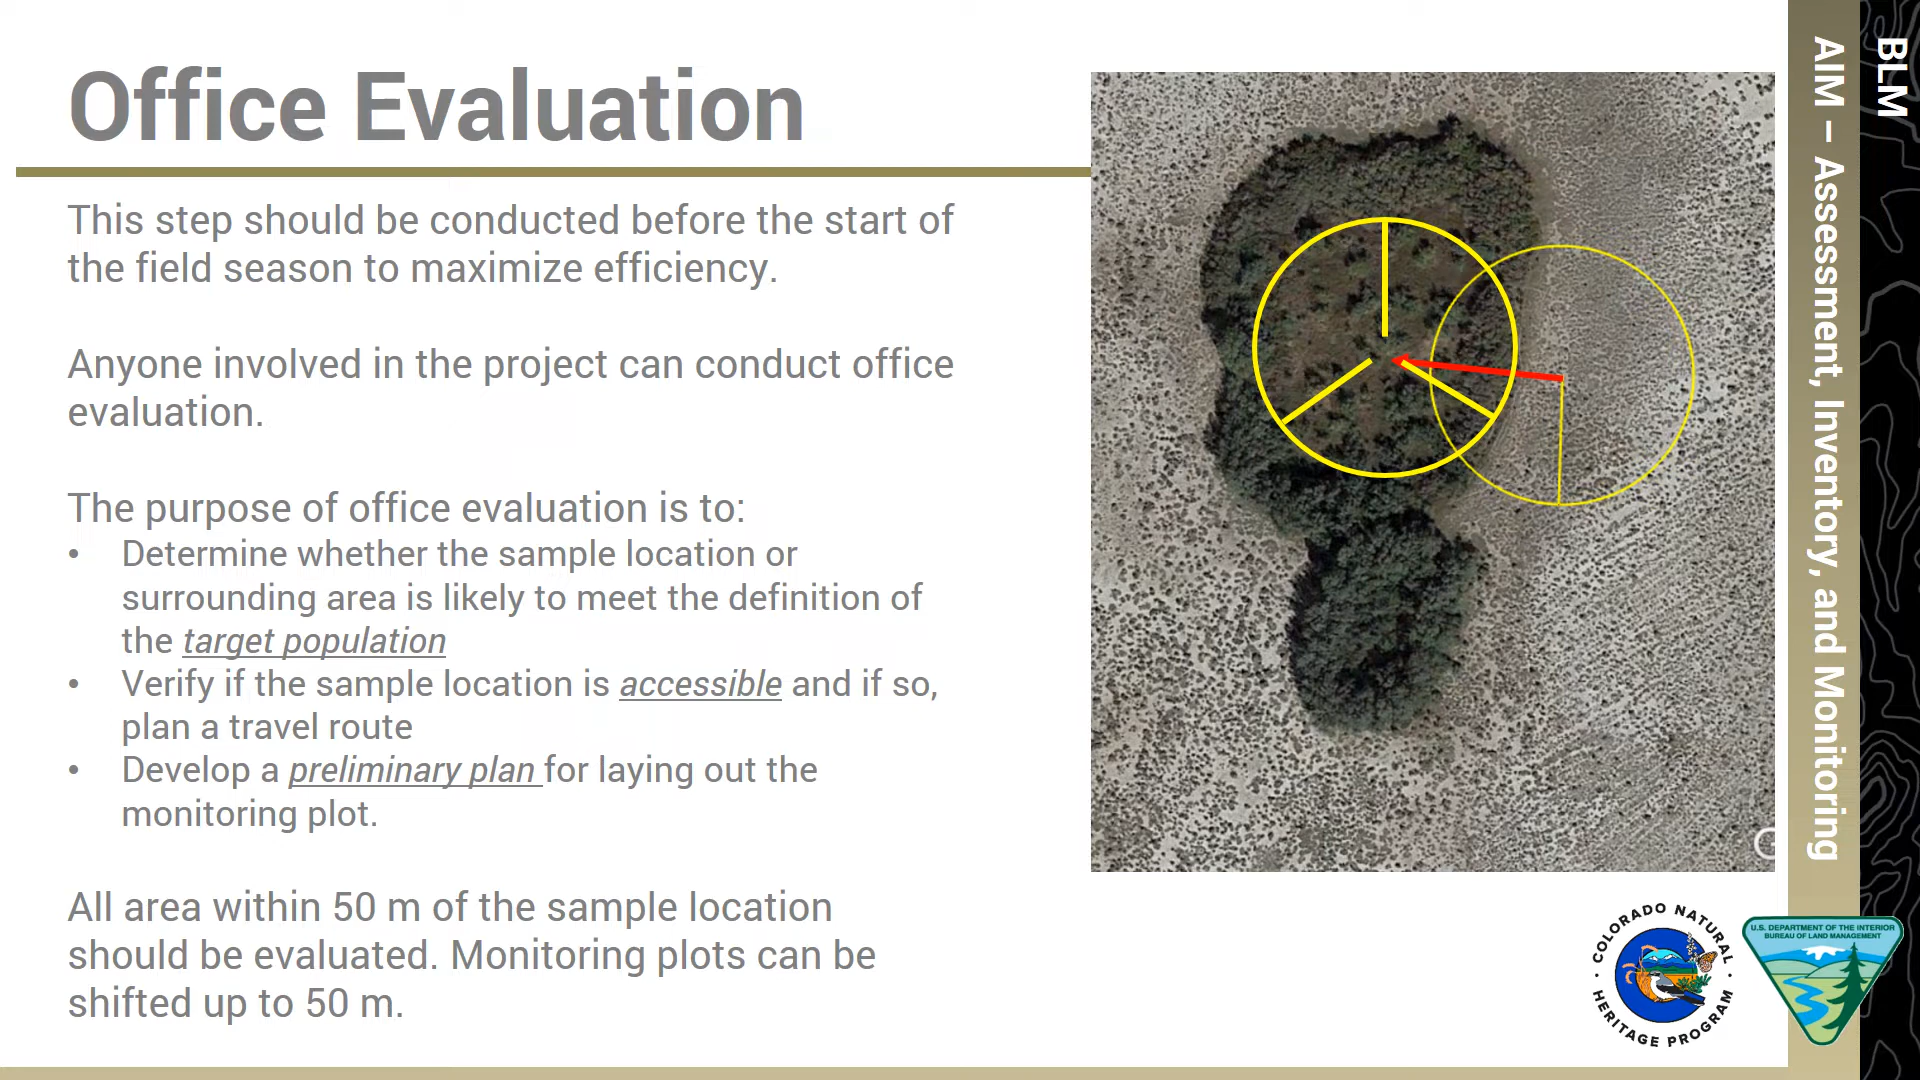 Office Evaluation
This step should be conducted before the start of
the field season to maximize efficiency.
Anyone involved in the project can conduct office
evaluation.
The purpose of office evaluation is to:
• Determine whether the sample location or
surrounding area is likely to meet the definition of
the target population
• Verify if the sample location is accessible and if so,
plan a travel route
• Develop a preliminary plan for laying out the
monitoring plot.
All area within 50 m of the sample location
should be evaluated. Monitoring plots can be
shifted up to 50 m.
BLM
AIM – Assessment, Inventory, and Monitoring
COLORADO NATURAL
HERITAGE PROGRAM
U.S. DEPARTMENT OF THE INTERIOR
BUREAU OF LAND MANAGEMENT